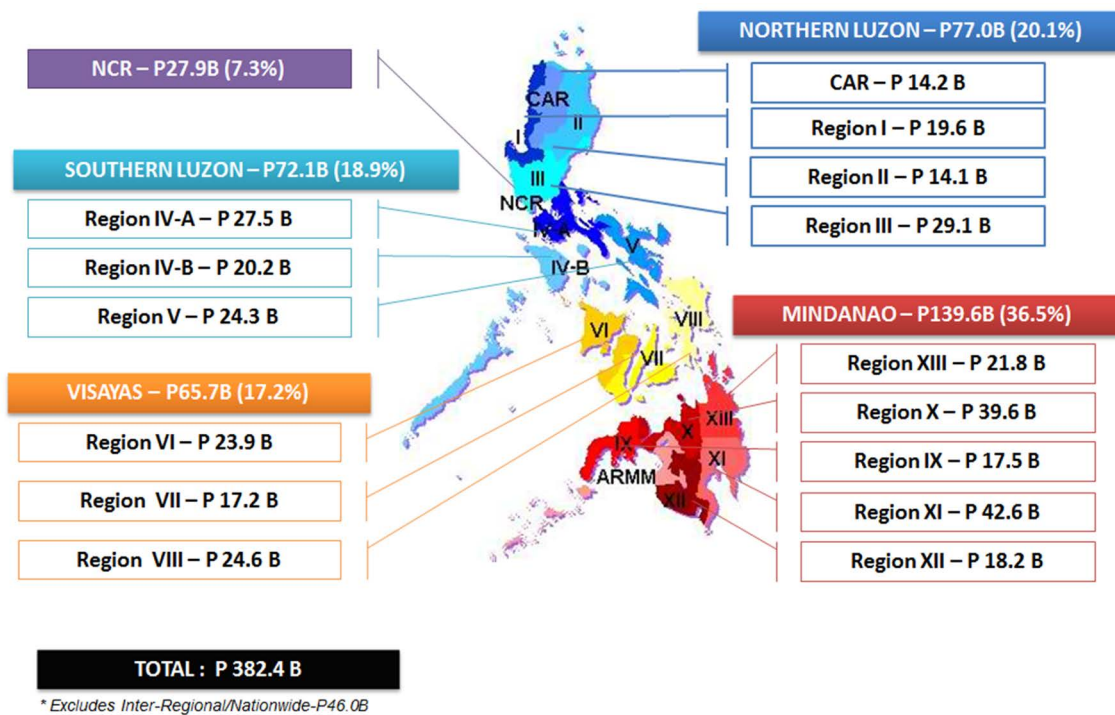 NORTHERN LUZON – P77.0B (20.1%)
CAR – P 14.2 B
Region I – P 19.6 B
Region II – P 14.1 B
Region III – P 29.1 B
NCR – P27.9B (7.3%)
SOUTHERN LUZON – P72.1B (18.9%)
Region IV-A – P 27.5 B
Region IV-B – P 20.2 B
Region V – P 24.3 B
VISAYAS – P65.7B (17.2%)
Region VI – P 23.9 B
Region VII – P 17.2 B
Region VIII – P 24.6 B
MINDANAO – P139.6B (36.5%)
Region XIII – P 21.8 B
Region X – P 39.6 B
Region IX – P 17.5 B
Region XI – P 42.6 B
Region XII – P 18.2 B
CAR
II
I
III
NCR
IV-A
V
IV-B
VIII
VI
VII
XIII
X
IX
XI
ARMM
XII
TOTAL : P 382.4 B
* Excludes Inter-Regional/Nationwide-P46.0B